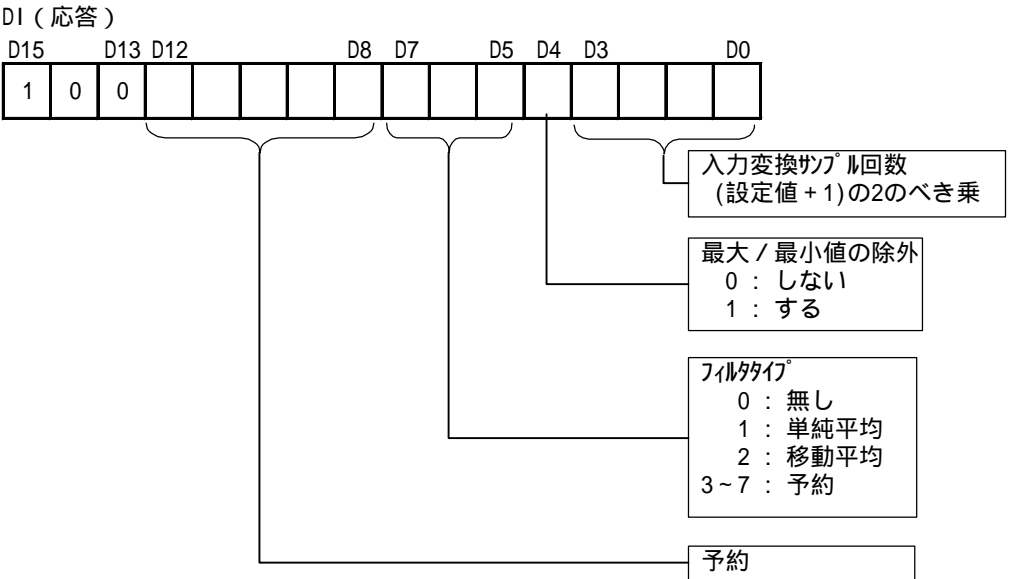 DI（応答）
D15 D13 D12 D8 D7 D5 D4 D3 D0
1 0 0
入力変換ｻﾝﾌﾟﾙ回数
(設定値＋1)の2のべき乗
最大／最小値の除外
0 : しない
1 : する
ﾌｨﾙﾀﾀｲﾌﾟ
0 : 無し
1 : 単純平均
2 : 移動平均
3~7 : 予約
予約